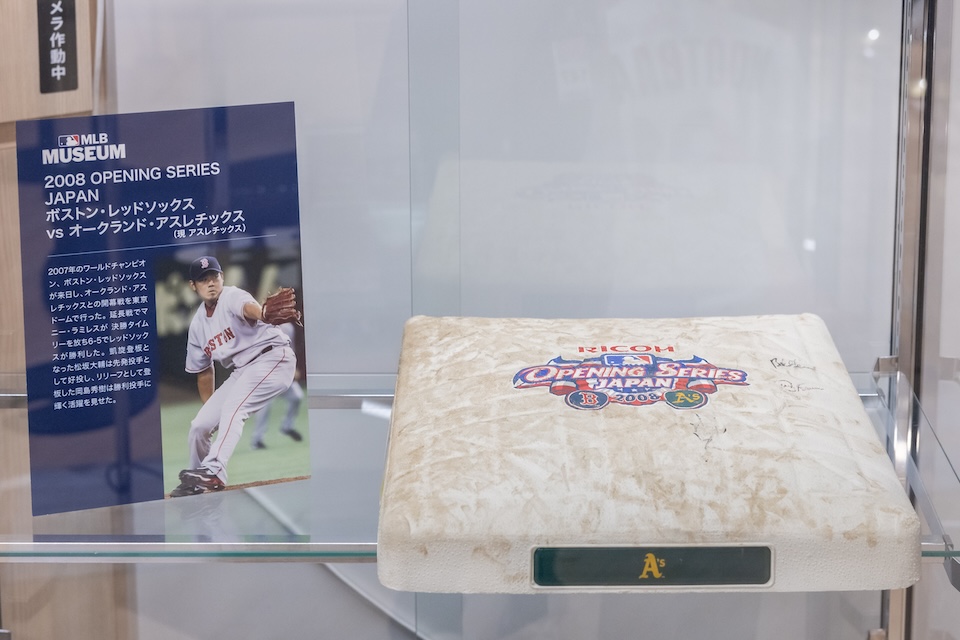 メラ作動中
MLB
MUSEUM
2008 OPENING SERIES
JAPAN
ボストン・レッドソックス
vs オークランド・アスレチックス
（現 アスレチックス）
2007年のワールドチャンピオ
ン、ボストン・レッドソックス
が来日し、オークランド・アス
レチックスとの開幕戦を東京
ドームで行った。延長戦でマ
ニー・ラミレスが 決勝タイム
リーを放ち6-5でレッドソック
スが勝利した。凱旋登板と
なった松坂大輔は先発投手と
して好投し、リリーフとして登
板した岡島秀樹は勝利投手に
輝く活躍を見せた。
B
BOSTON
RICOH
OPENING SERIES
JAPAN
B 2008 A's
A's